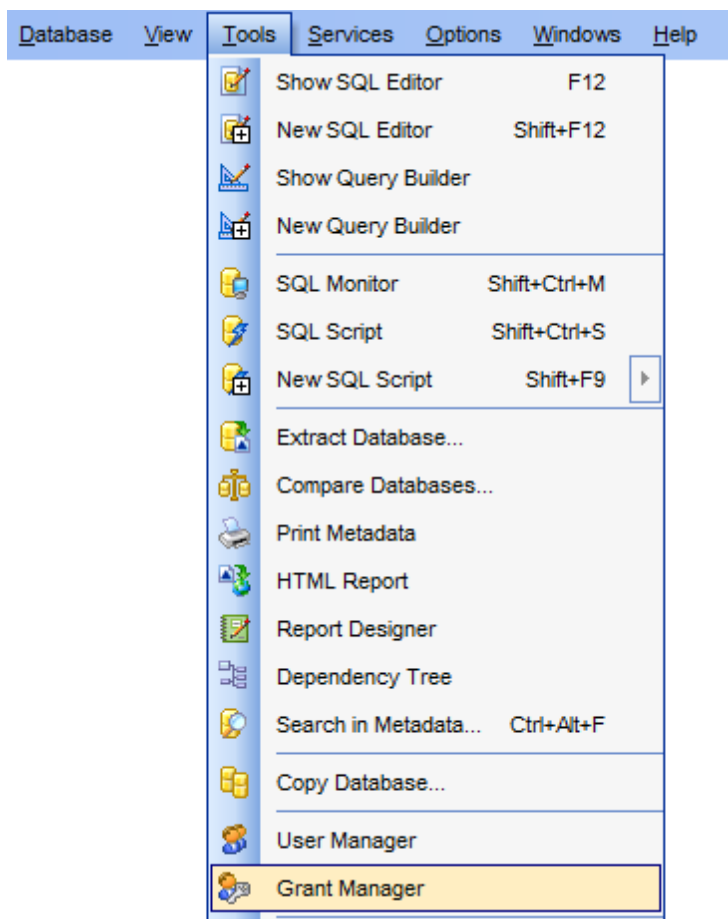 Database View Tools Services Options Windows Help
Show SQL Editor F12
New SQL Editor Shift+F12
Show Query Builder
New Query Builder
SQL Monitor Shift+Ctrl+M
SQL Script Shift+Ctrl+S
New SQL Script Shift+F9
Extract Database...
Compare Databases...
Print Metadata
HTML Report
Report Designer
Dependency Tree
Search in Metadata... Ctrl+Alt+F
Copy Database...
User Manager
Grant Manager